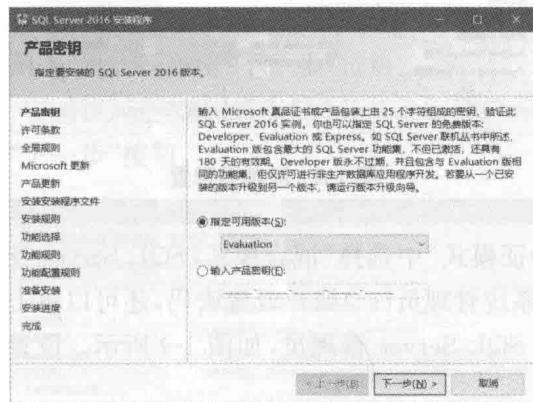 SQL Server 2016 安装程序
产品密钥
指定要安装的 SQL Server 2016 版本。
产品密钥
许可条款
全局规则
Microsoft 更新
产品更新
安装安装程序文件
安装规则
功能选择
功能规则
功能配置规则
准备安装
安装进度
完成
输入 Microsoft 真品证书或产品包装上由 25 个字符组成的密钥，验证此
SQL Server 2016 实例。你也可以指定 SQL Server 的免费版本:
Developer、Evaluation 或 Express。如 SQL Server 联机丛书中所述，
Evaluation 版包含最大的 SQL Server 功能集，不但已激活，还具有
180 天的有效期。Developer 版永不过期，并且包含与 Evaluation 版相
同的功能集，但仅许可进行非生产数据库应用程序开发。若要从一个已安
装的版本升级到另一个版本，请运行版本升级向导。
指定可用版本(S):
Evaluation
输入产品密钥(E):
< 上一步(B)
下一步(N) >
取消